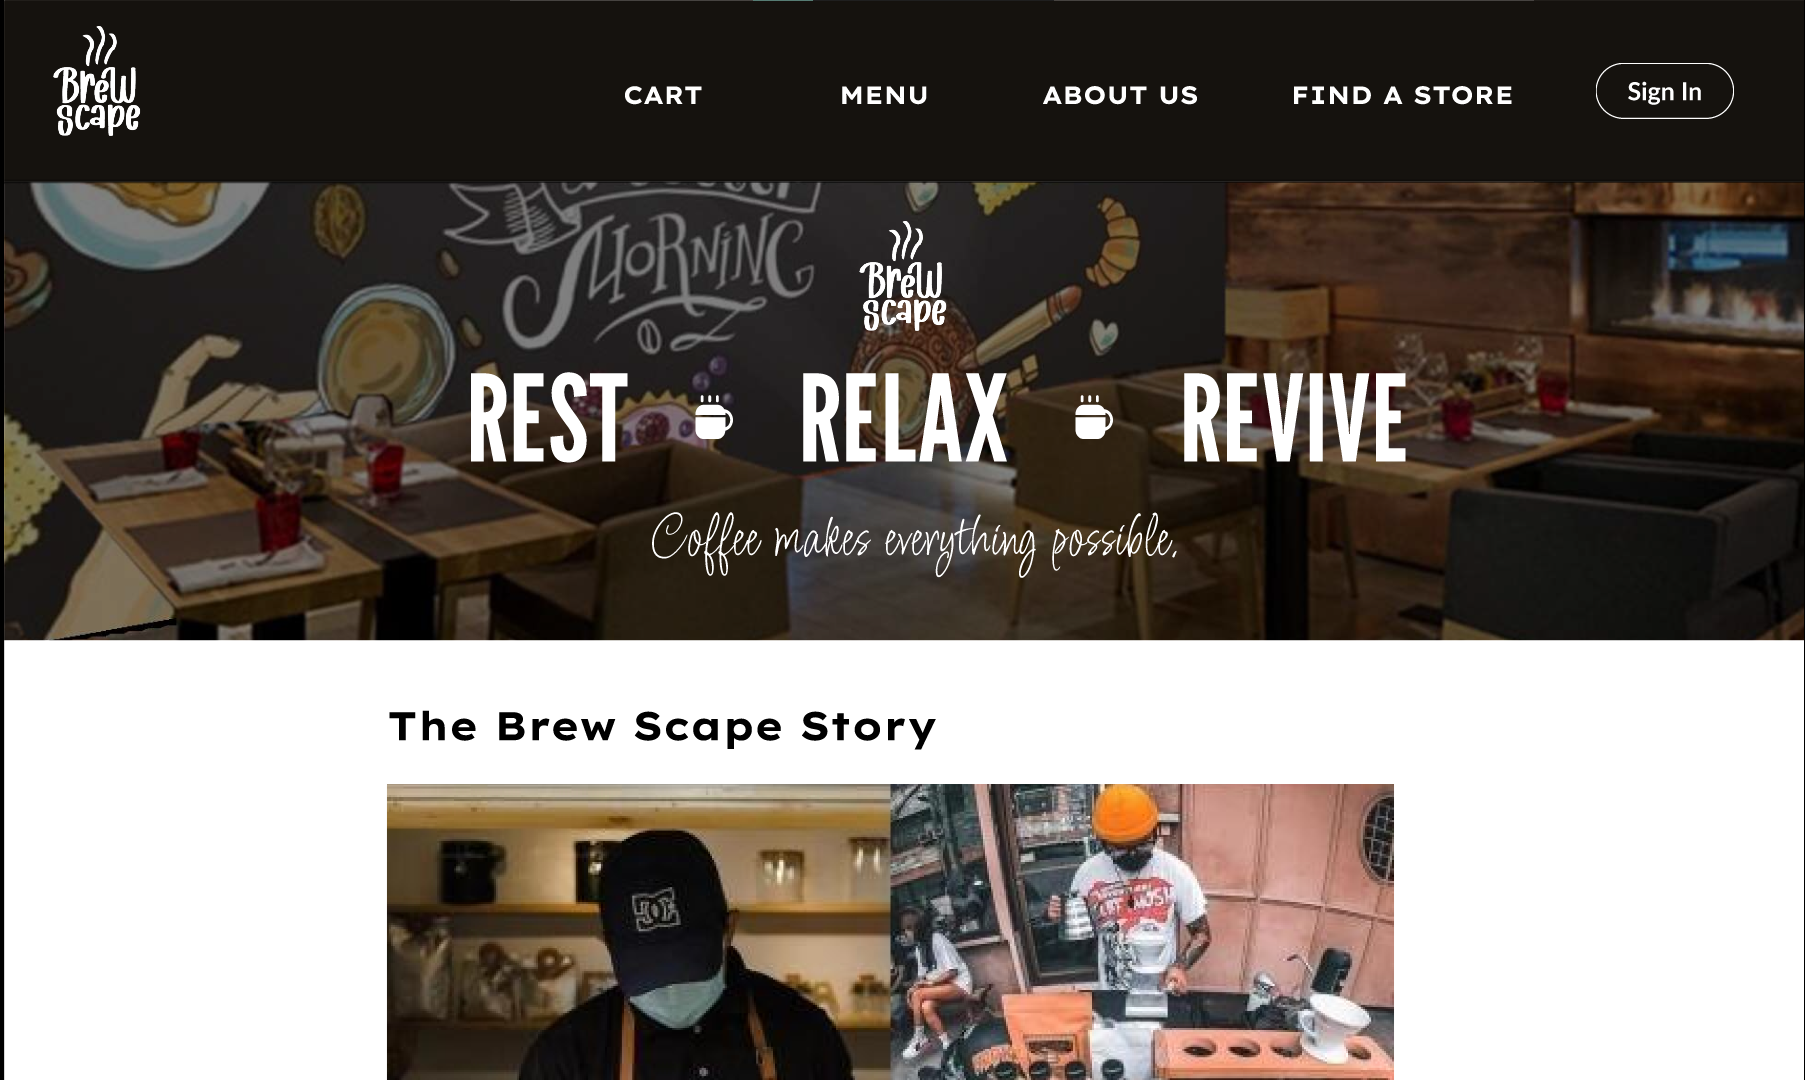 Brew
scape
CART
MENU
ABOUT US
FIND A STORE
Sign In
MORNING
Brew
scape
REST
RELAX
REVIVE
Coffee makes everything possible.
The Brew Scape Story
DC